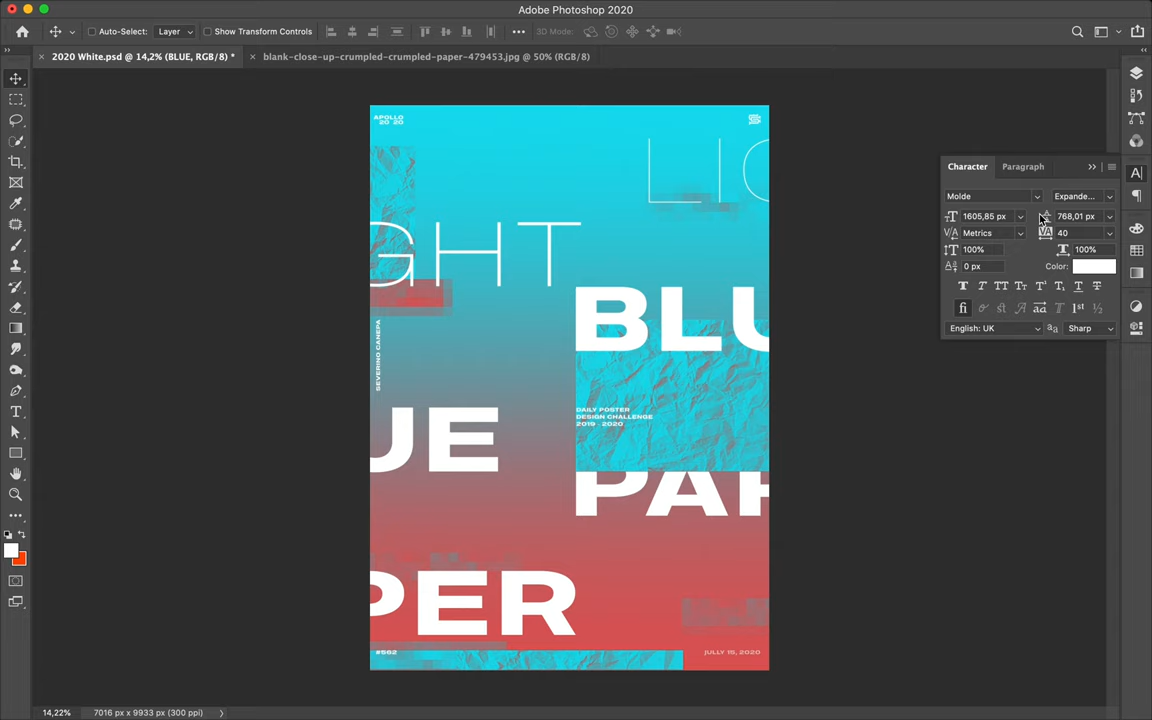 Adobe Photoshop 2020
Auto-Select: Layer Show Transform Controls 3D Mode:
2020 White.psd @ 14,2% (BLUE, RGB/8) *
blank-close-up-crumpled-crumpled-paper-479453.jpg @ 50% (RGB/8)
APOLLO
20 20
LIG
GHT
BLU
SEVERINO CANEPA
DAILY POSTER
DESIGN CHALLENGE
2019 - 2020
UE
PAP
PER
#562
JULLY 15, 2020
Character Paragraph
Molde Expande...
1605,85 px 768,01 px
Metrics 40
100% 100%
0 px Color:
English: UK Sharp
14,22% 7016 px x 9933 px (300 ppi)